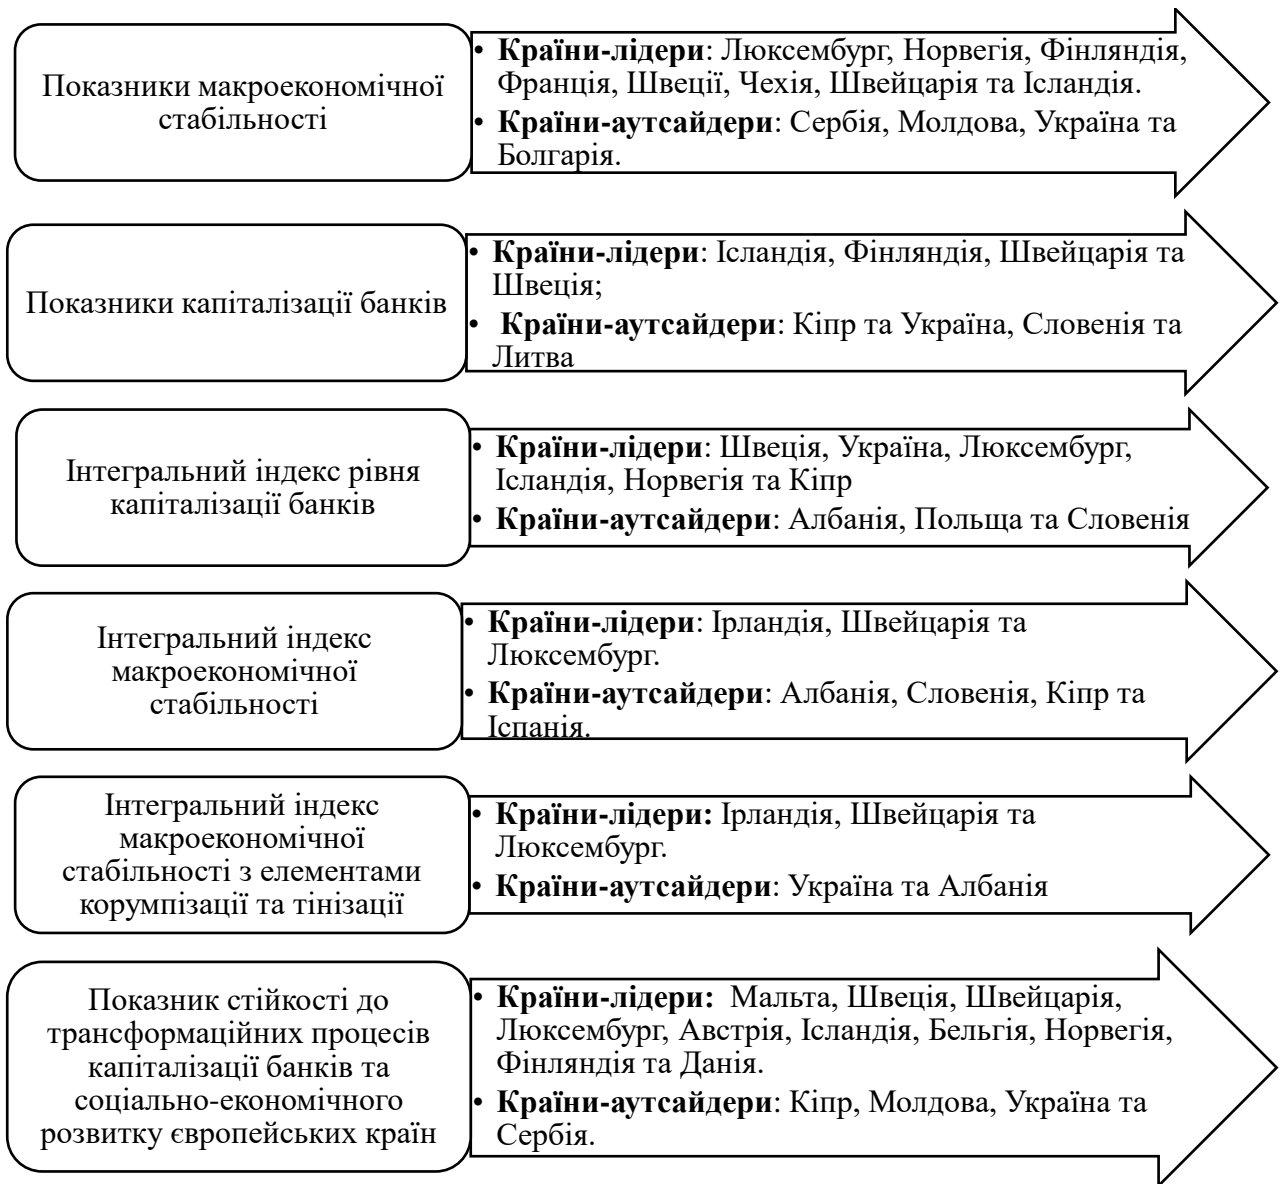 Показники макроекономічної
стабільності
• Країни-лідери: Люксембург, Норвегія, Фінляндія,
Франція, Швеції, Чехія, Швейцарія та Ісландія.
• Країни-аутсайдери: Сербія, Молдова, Україна та
Болгарія.
Показники капіталізації банків
• Країни-лідери: Ісландія, Фінляндія, Швейцарія та
Швеція;
• Країни-аутсайдери: Кіпр та Україна, Словенія та
Литва
Інтегральний індекс рівня
капіталізації банків
• Країни-лідери: Швеція, Україна, Люксембург,
Ісландія, Норвегія та Кіпр
• Країни-аутсайдери: Албанія, Польща та Словенія
Інтегральний індекс
макроекономічної
стабільності
• Країни-лідери: Ірландія, Швейцарія та
Люксембург.
• Країни-аутсайдери: Албанія, Словенія, Кіпр та
Іспанія.
Інтегральний індекс
макроекономічної
стабільності з елементами
корумпізації та тінізації
• Країни-лідери: Ірландія, Швейцарія та
Люксембург.
• Країни-аутсайдери: Україна та Албанія
Показник стійкості до
трансформаційних процесів
капіталізації банків та
соціально-економічного
розвитку європейських країн
• Країни-лідери: Мальта, Швеція, Швейцарія,
Люксембург, Австрія, Ісландія, Бельгія, Норвегія,
Фінляндія та Данія.
• Країни-аутсайдери: Кіпр, Молдова, Україна та
Сербія.